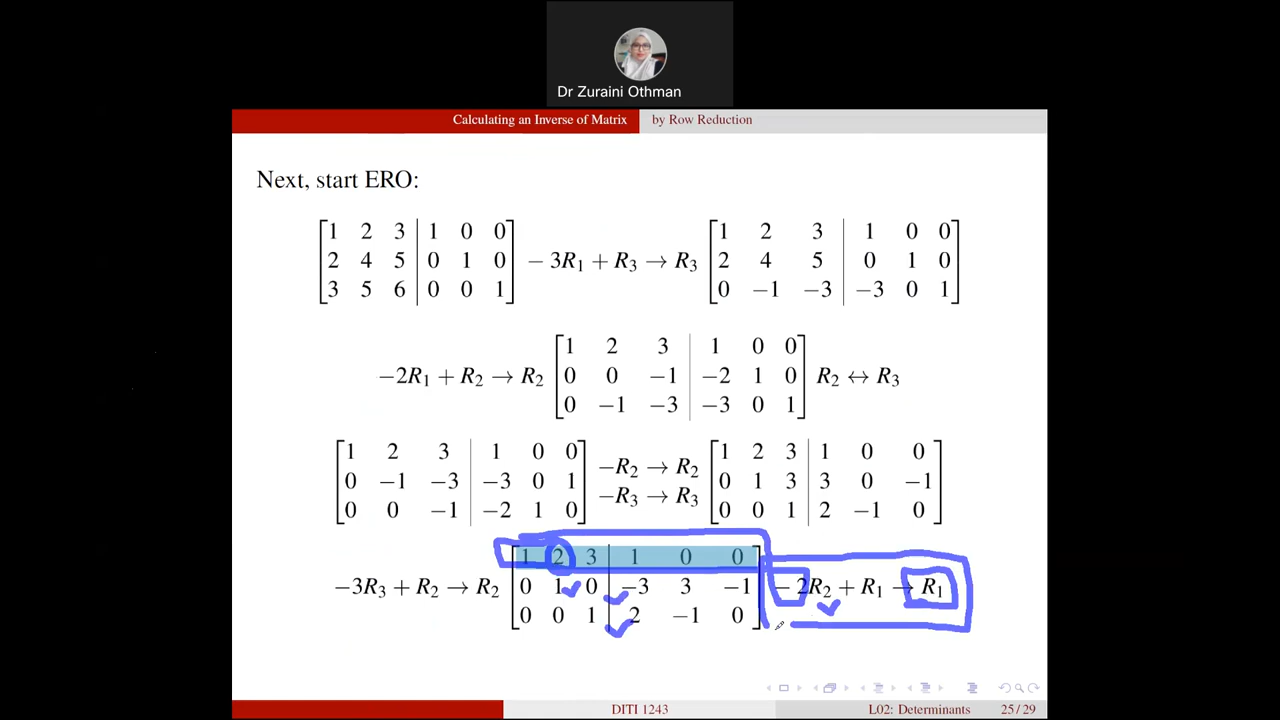 Dr Zuraini Othman
Calculating an Inverse of Matrix by Row Reduction
Next, start ERO:
[1 2 3 | 1 0 0] [1 2 3 | 1 0 0]
[2 4 5 | 0 1 0] −3R₁ + R₃ → R₃ [2 4 5 | 0 1 0]
[3 5 6 | 0 0 1] [0 −1 −3 | −3 0 1]
[1 2 3 | 1 0 0]
−2R₁ + R₂ → R₂ [0 0 −1 | −2 1 0] R₂ ↔ R₃
[0 −1 −3 | −3 0 1]
[1 2 3 | 1 0 0] −R₂ → R₂ [1 2 3 | 1 0 0]
[0 −1 −3 | −3 0 1] −R₃ → R₃ [0 1 3 | 3 0 −1]
[0 0 −1 | −2 1 0] [0 0 1 | 2 −1 0]
[1 2 3 | 1 0 0]
−3R₃ + R₂ → R₂ [0 1 0 | −3 3 −1] −2R₂ + R₁ → R₁
[0 0 1 | 2 −1 0]
DITI 1243 L02: Determinants 25 / 29